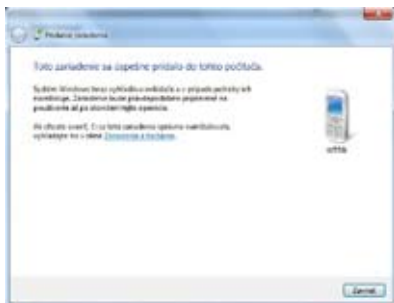 Pridanie zariadenia
Toto zariadenie sa úspešne pridalo do tohto počítača.
Systém Windows teraz vyhľadáva ovládače a v prípade potreby ich
nainštaluje. Zariadenie bude pravdepodobne pripravené na
používanie až po skončení tejto operácie.
Ak chcete overiť, či sa toto zariadenie správne nainštalovalo,
vyhľadajte ho v okne Zariadenia a tlačiarne.
Zavrieť